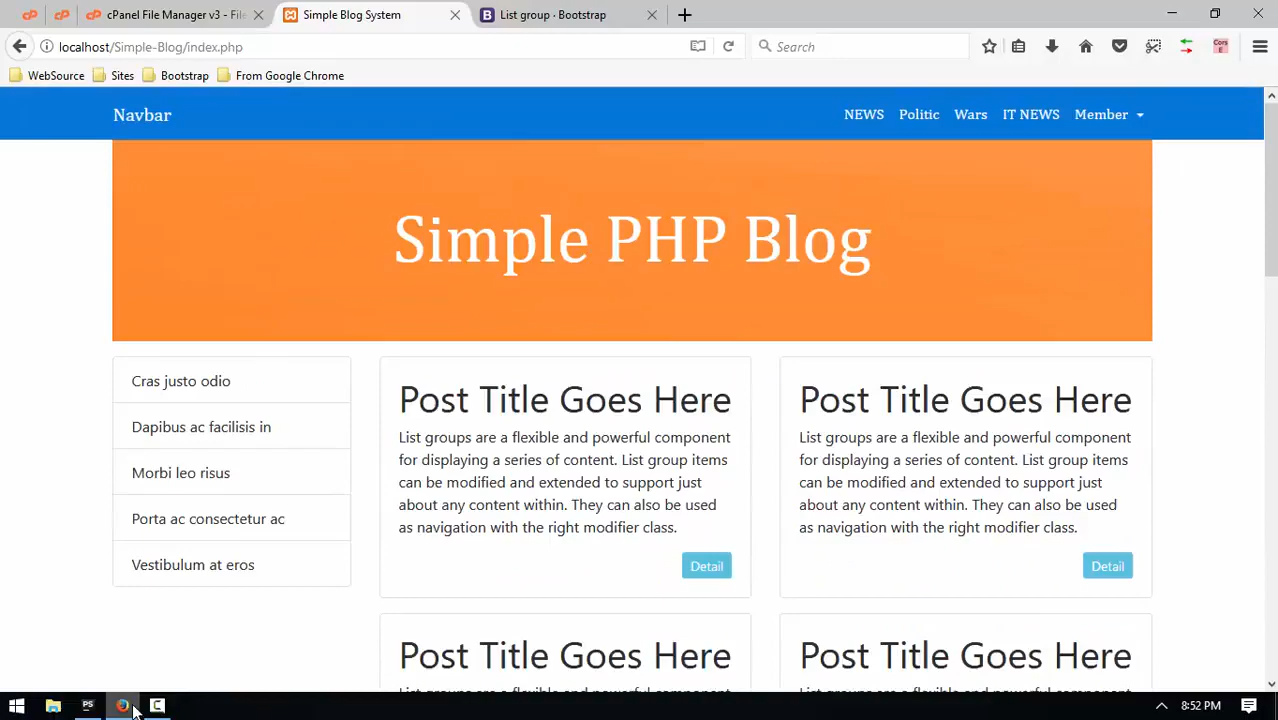 cPanel File Manager v3 - File
Simple Blog System
List group · Bootstrap
localhost/Simple-Blog/index.php
Search
WebSource
Sites
Bootstrap
From Google Chrome
Navbar
NEWS
Politic
Wars
IT NEWS
Member
Simple PHP Blog
Cras justo odio
Dapibus ac facilisis in
Morbi leo risus
Porta ac consectetur ac
Vestibulum at eros
Post Title Goes Here
List groups are a flexible and powerful component
for displaying a series of content. List group items
can be modified and extended to support just
about any content within. They can also be used
as navigation with the right modifier class.
Detail
Post Title Goes Here
List groups are a flexible and powerful component
for displaying a series of content. List group items
can be modified and extended to support just
about any content within. They can also be used
as navigation with the right modifier class.
Detail
Post Title Goes Here
Post Title Goes Here
PS
8:52 PM